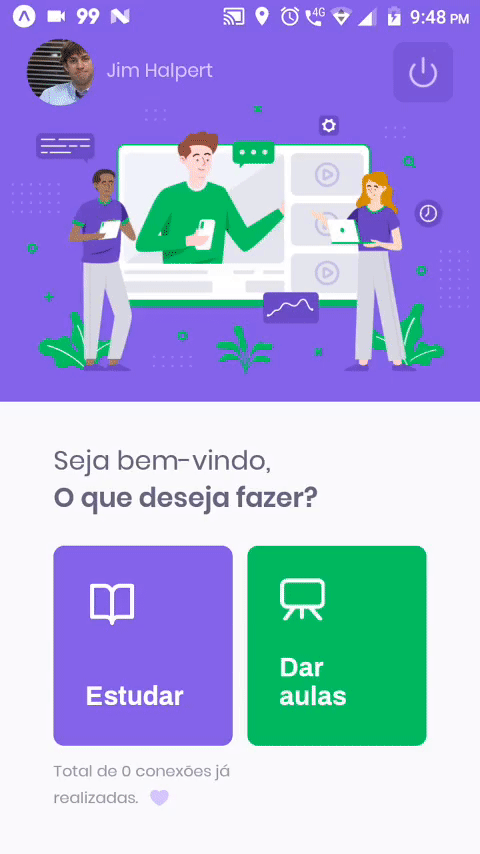 99 4G 9:48 PM
Jim Halpert
Seja bem-vindo,
O que deseja fazer?
Estudar
Dar
aulas
Total de 0 conexões já
realizadas.